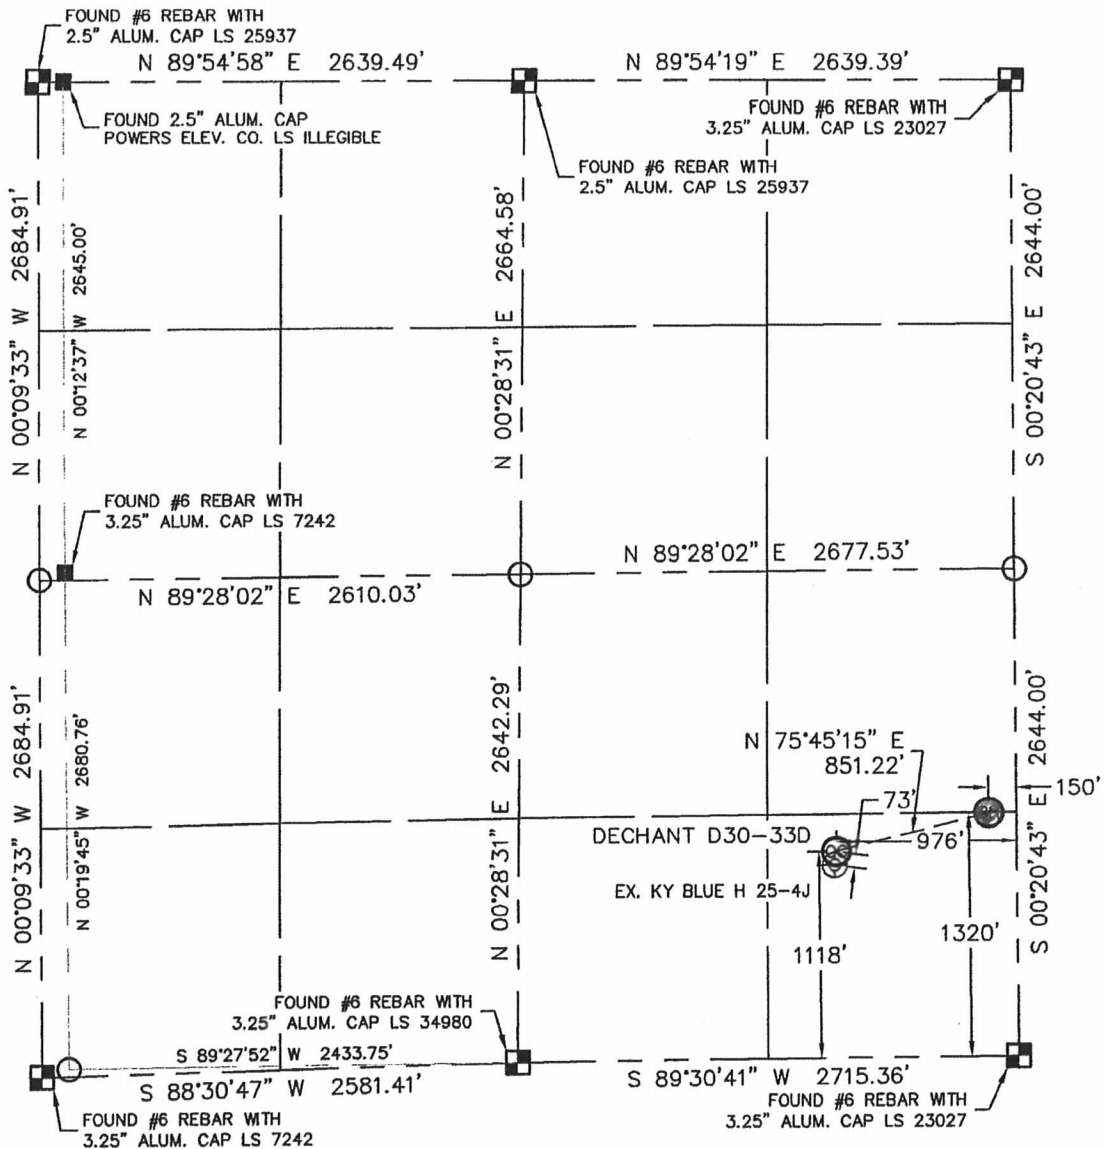 FOUND #6 REBAR WITH
2.5" ALUM. CAP LS 25937
N 89°54'58" E 2639.49'
N 89°54'19" E 2639.39'
FOUND 2.5" ALUM. CAP
POWERS ELEV. CO. LS ILLEGIBLE
FOUND #6 REBAR WITH
3.25" ALUM. CAP LS 23027
FOUND #6 REBAR WITH
2.5" ALUM. CAP LS 25937
N 00°09'33" W 2684.91'
N 00°12'37" W 2645.00'
N 00°28'31" E 2664.58'
S 00°20'43" E 2644.00'
FOUND #6 REBAR WITH
3.25" ALUM. CAP LS 7242
N 89°28'02" E 2610.03'
N 89°28'02" E 2677.53'
N 00°09'33" W 2684.91'
N 00°19'45" W 2680.76'
N 00°28'31" E 2642.29'
S 00°20'43" E 2644.00'
N 75°45'15" E
851.22'
150'
73'
DECHANT D30-33D
976'
EX. KY BLUE H 25-4J
1118'
1320'
FOUND #6 REBAR WITH
3.25" ALUM. CAP LS 34980
S 89°27'52" W 2433.75'
S 88°30'47" W 2581.41'
S 89°30'41" W 2715.36'
FOUND #6 REBAR WITH
3.25" ALUM. CAP LS 7242
FOUND #6 REBAR WITH
3.25" ALUM. CAP LS 23027